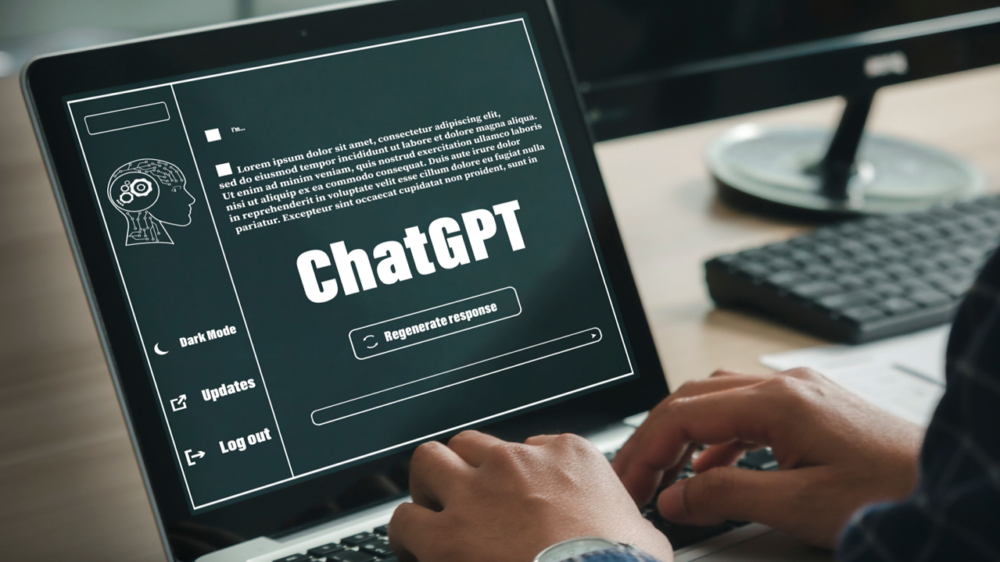 I'm...
Lorem ipsum dolor sit amet, consectetur adipiscing elit,
sed do eiusmod tempor incididunt ut labore et dolore magna aliqua.
Ut enim ad minim veniam, quis nostrud exercitation ullamco laboris
nisi ut aliquip ex ea commodo consequat. Duis aute irure dolor
in reprehenderit in voluptate velit esse cillum dolore eu fugiat nulla
pariatur. Excepteur sint occaecat cupidatat non proident, sunt in
ChatGPT
Regenerate response
Dark Mode
Updates
Log out